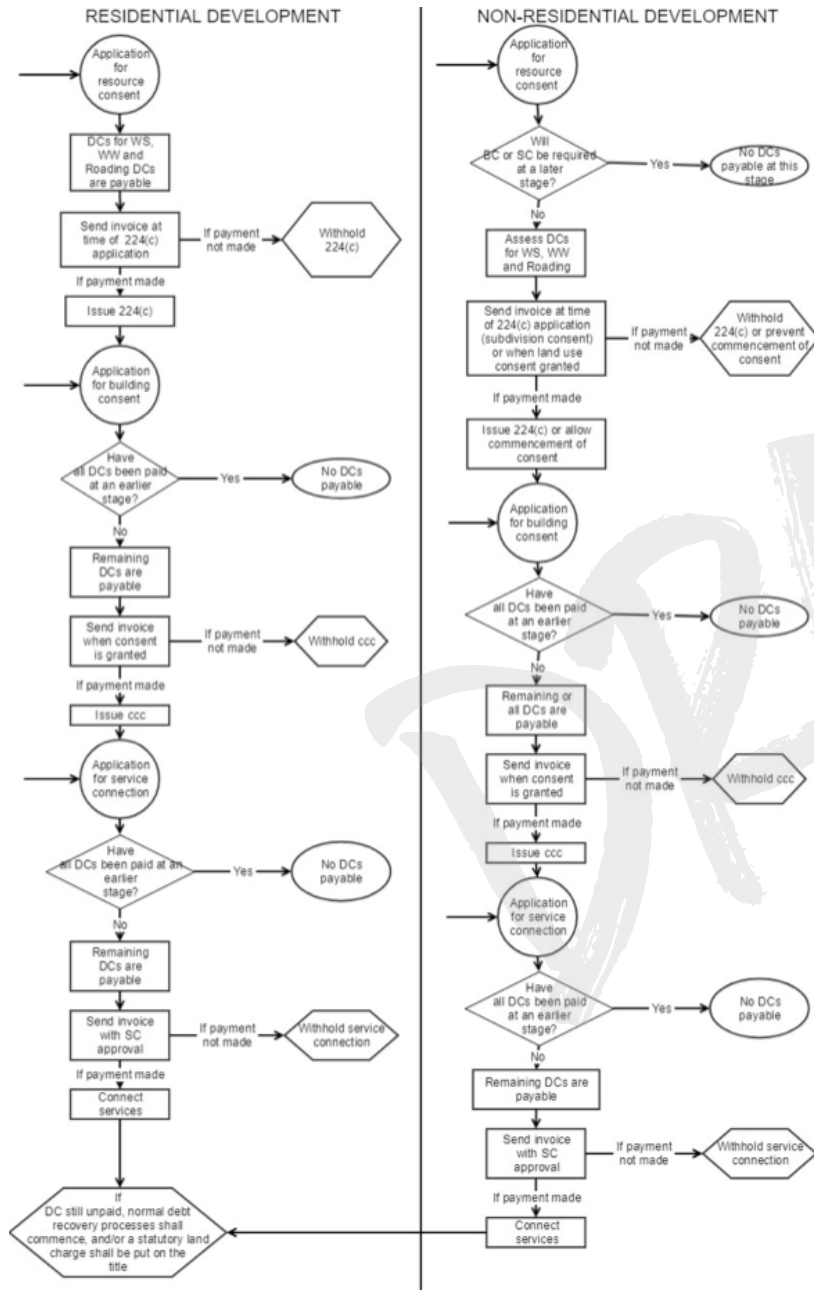 RESIDENTIAL DEVELOPMENT
Application
for
resource
consent
DCs for WS,
WW and
Roading DCs
are payable
Send invoice at
time of 224(c)
application
If payment
not made
Withhold
224(c)
If payment made
Issue 224(c)
Application
for building
consent
Have
all DCs been paid
at an earlier
stage?
Yes
No DCs
payable
No
Remaining
DCs are
payable
Send invoice
when consent
is granted
If payment
not made
Withhold ccc
If payment made
Issue ccc
Application
for service
connection
Have
all DCs been paid at an
earlier
stage?
Yes
No DCs
payable
No
Remaining
DCs are
payable
Send invoice
with SC
approval
If payment
not made
Withhold service
connection
If payment made
Connect
services
If
DC still unpaid, normal debt
recovery processes shall
commence, and/or a statutory land
charge shall be put on the
title
NON-RESIDENTIAL DEVELOPMENT
Application
for
resource
consent
Will
BC or SC be required
at a later
stage?
Yes
No DCs
payable at this
stage
No
Assess DCs
for WS, WW
and Roading
Send invoice at time
of 224(c) application
(subdivision consent)
or when land use
consent granted
If payment
not made
Withhold
224(c) or prevent
commencement of
consent
If payment made
Issue 224(c) or allow
commencement of
consent
Application
for building
consent
Have
all DCs been paid
at an earlier
stage?
Yes
No DCs
payable
No
Remaining or
all DCs are
payable
Send invoice
when consent
is granted
If payment
not made
Withhold ccc
If payment made
Issue ccc
Application
for service
connection
Have
all DCs been paid
at an earlier
stage?
Yes
No DCs
payable
No
Remaining DCs are
payable
Send invoice
with SC
approval
If payment
not made
Withhold service
connection
If payment made
Connect
services